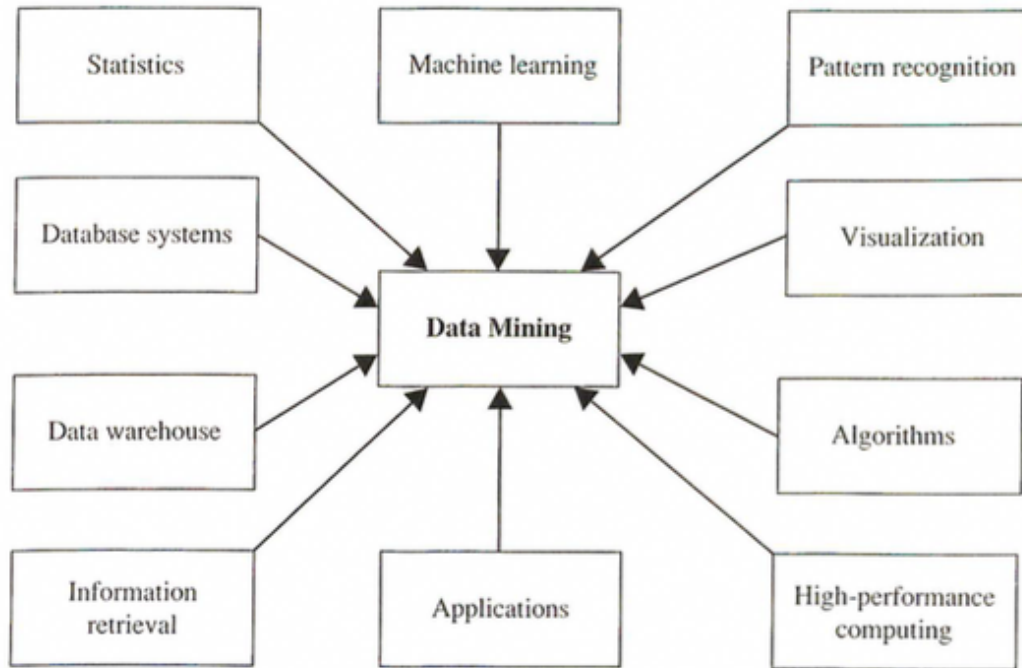 Statistics
Machine learning
Pattern recognition
Database systems
Visualization
Data Mining
Data warehouse
Algorithms
Information
retrieval
Applications
High-performance
computing